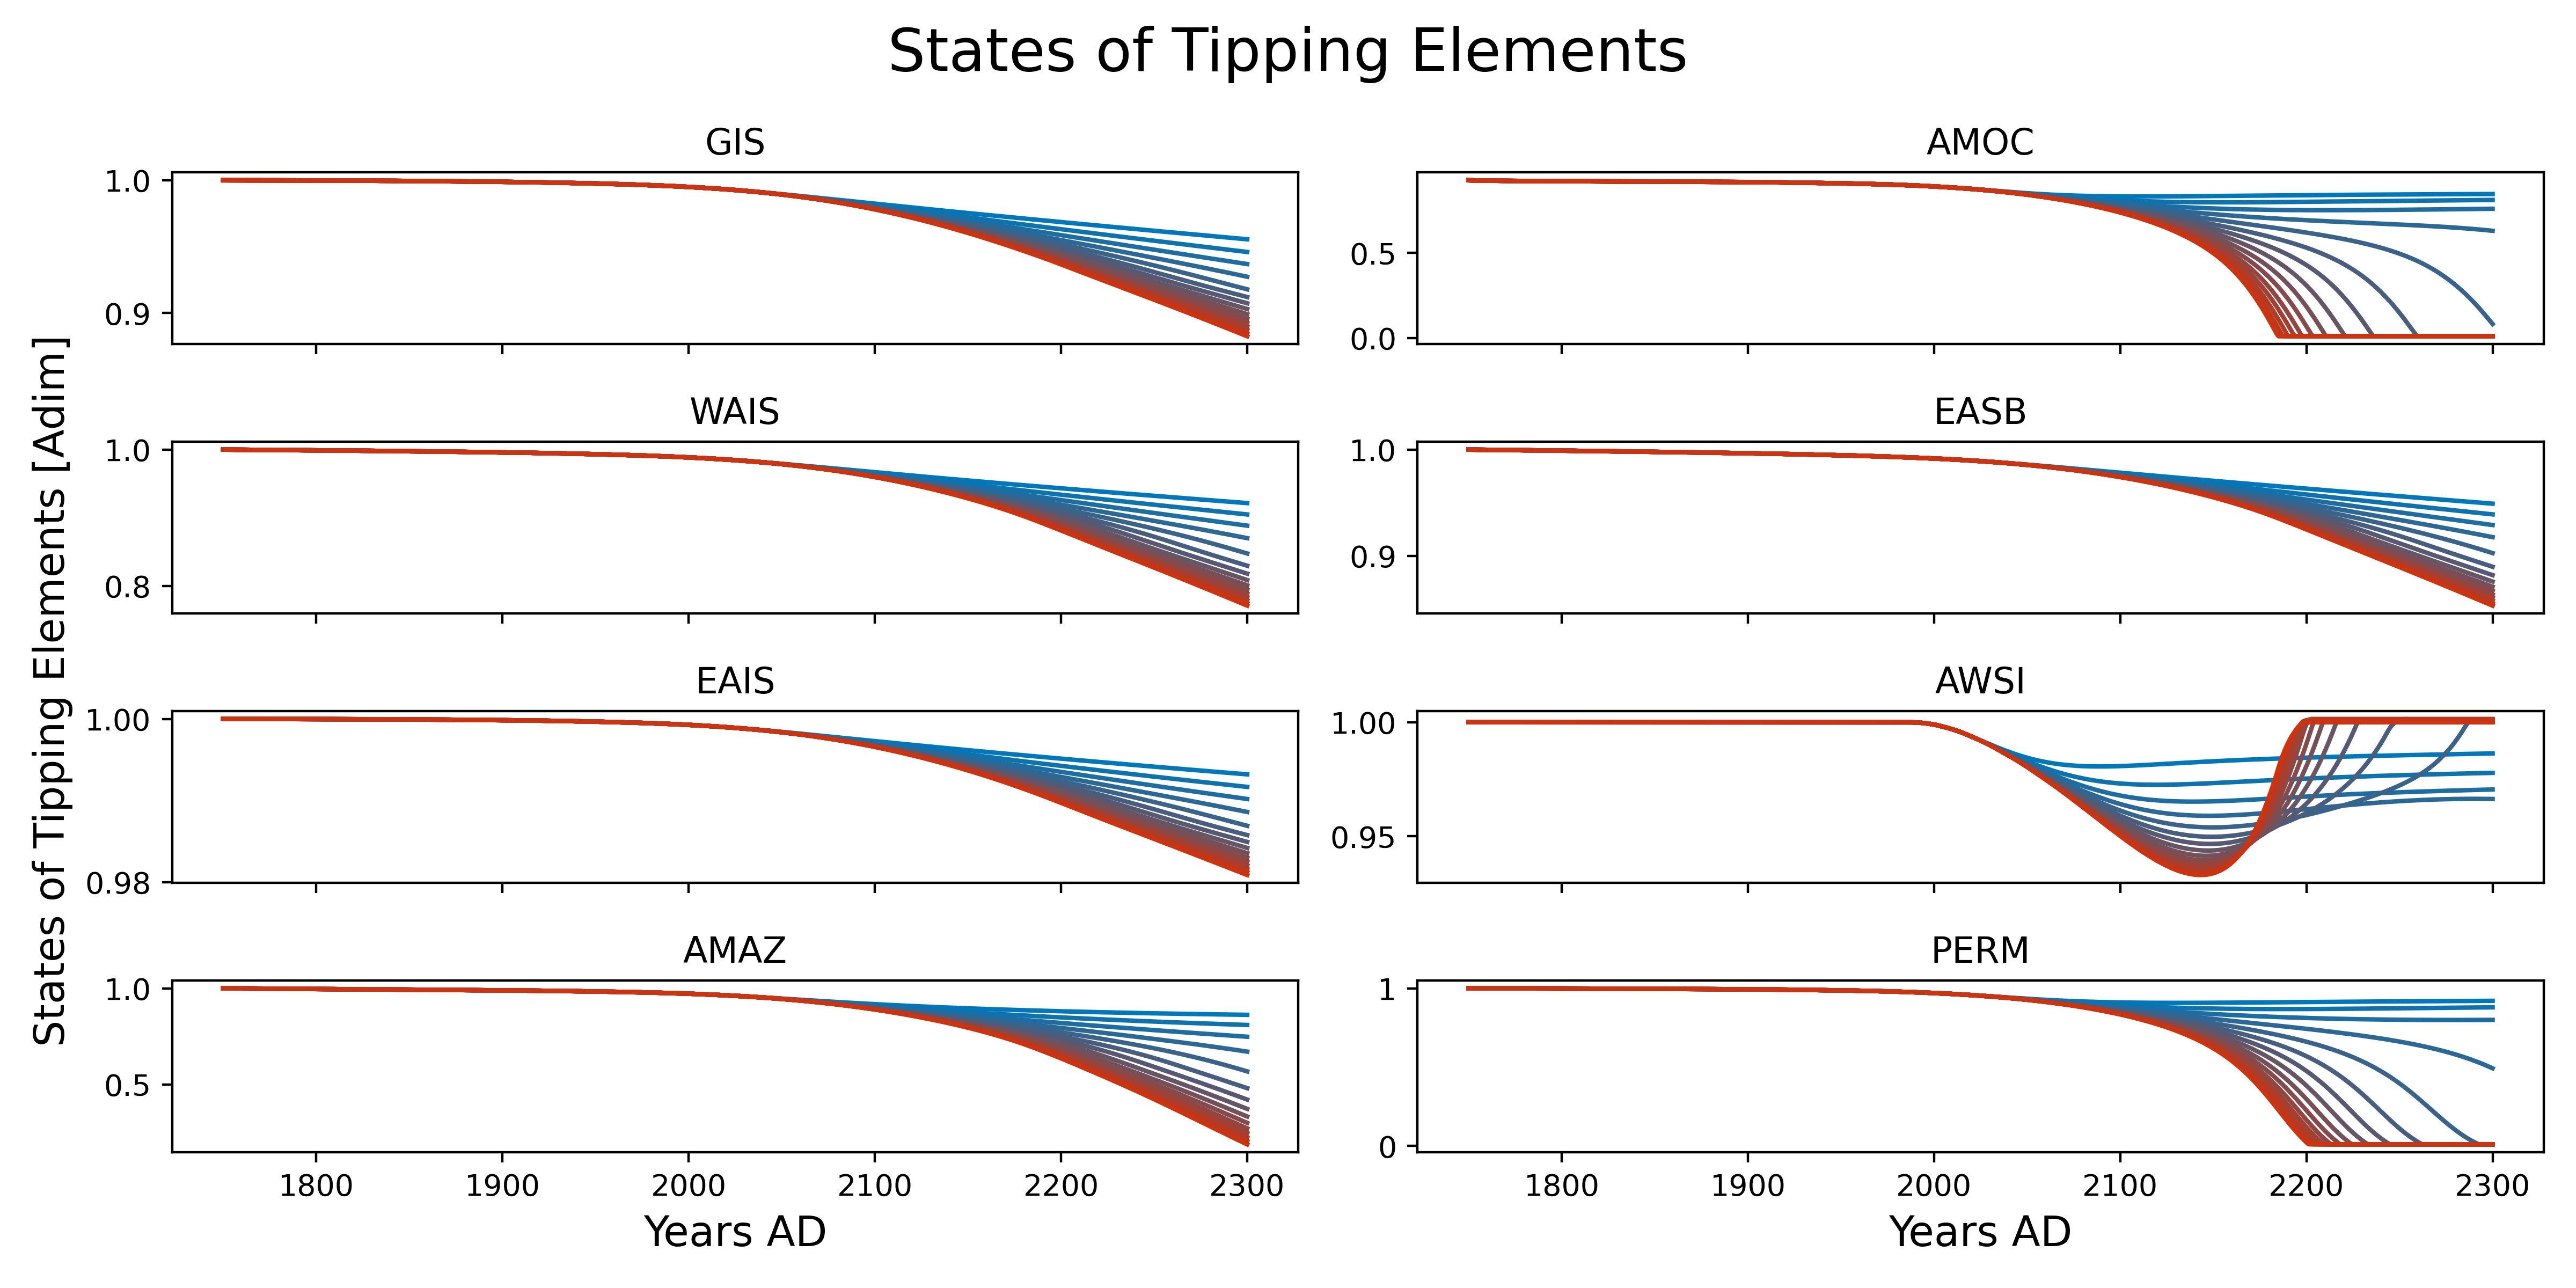 States of Tipping Elements
States of Tipping Elements [Adim]
GIS
1.0
0.9
AMOC
0.5
0.0
WAIS
1.0
0.8
EASB
1.0
0.9
EAIS
1.00
0.98
AWSI
1.00
0.95
AMAZ
1.0
0.5
1800 1900 2000 2100 2200 2300
Years AD
PERM
1
0
1800 1900 2000 2100 2200 2300
Years AD